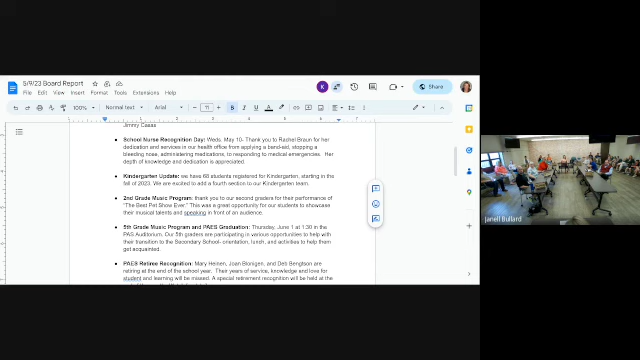 5/9/23 Board Report
File Edit View Insert Format Tools Extensions
Share
100% Normal text Arial 11
Jimmy Casas
School Nurse Recognition Day: Weds. May 10- Thank you to Rachel Braun for her
dedication and services in our health office from applying a band-aid, stopping a
bleeding nose, administering medications, to responding to medical emergencies. Her
depth of knowledge and dedication is appreciated.
Kindergarten Update: we have 68 students registered for Kindergarten, starting in the
fall of 2023. We are excited to add a fourth section to our Kindergarten team.
2nd Grade Music Program: thank you to our second graders for their performance of
"The Best Pet Show Ever." This was a great opportunity for our students to showcase
their musical talents and speaking in front of an audience.
5th Grade Music Program and PAES Graduation: Thursday, June 1 at 1:30 in the
PAS Auditorium. Our 5th graders are participating in various opportunities to help with
their transition to the Secondary School- orientation, lunch, and activities to help them
get acquainted.
PAES Retiree Recognition: Mary Heinen, Joan Blonigen, and Deb Bengtson are
retiring at the end of the school year. Their years of service, knowledge and love for
student and learning will be missed. A special retirement recognition will be held at the
Janell Bullard